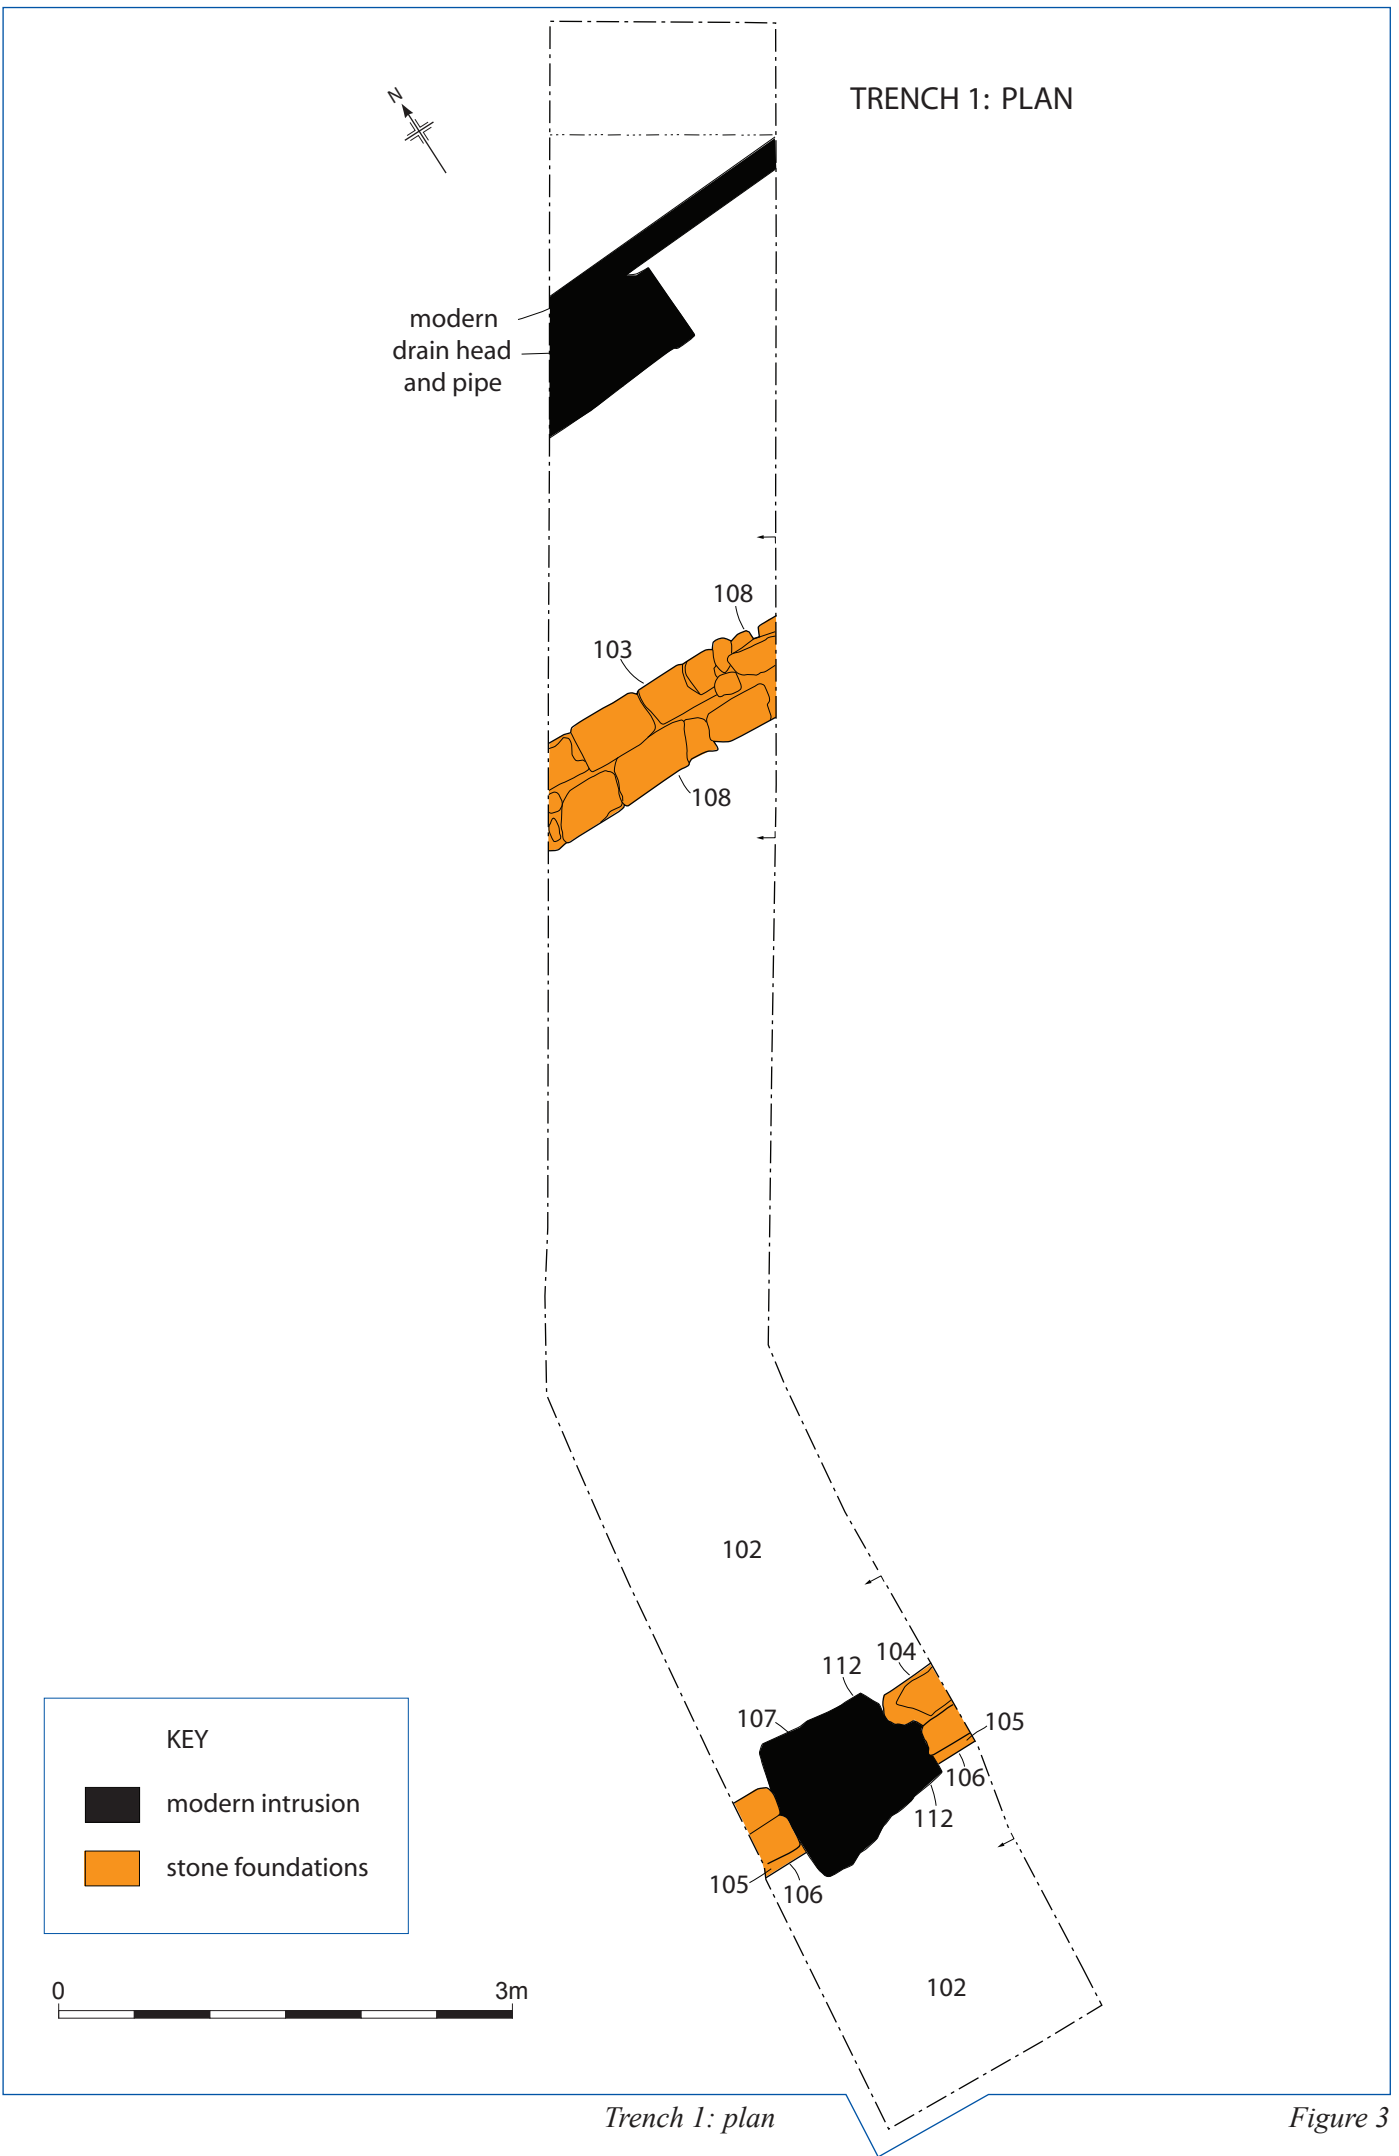 TRENCH 1: PLAN
N
modern
drain head
and pipe
108
103
108
102
104
112
107
105
106
112
105
106
102
KEY
modern intrusion
stone foundations
0 3m
Trench 1: plan
Figure 3